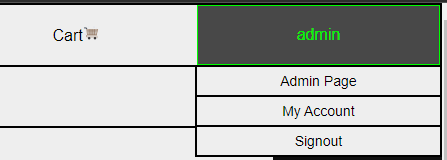 Cart🛒 admin
Admin Page
My Account
Signout